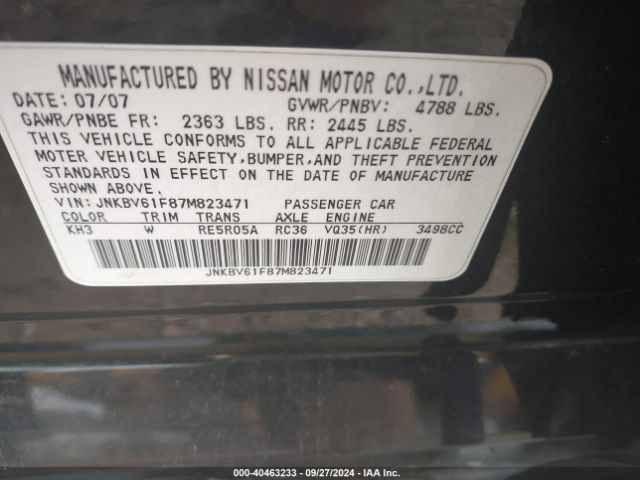 MANUFACTURED BY NISSAN MOTOR CO.,LTD.
DATE: 07/07 GVWR/PNBV: 4788 LBS.
GAWR/PNBE FR: 2363 LBS. RR: 2445 LBS.
THIS VEHICLE CONFORMS TO ALL APPLICABLE FEDERAL
MOTOR VEHICLE SAFETY,BUMPER,AND THEFT PREVENTION
STANDARDS IN EFFECT ON THE DATE OF MANUFACTURE
SHOWN ABOVE.
VIN: JNKBV61F87M823471 PASSENGER CAR
COLOR TRIM TRANS AXLE ENGINE
KH3 W RE5R05A RC36 VQ35(HR) 3498CC
JNKBV61F87M823471
000-40463233 - 09/27/2024 - IAA Inc.